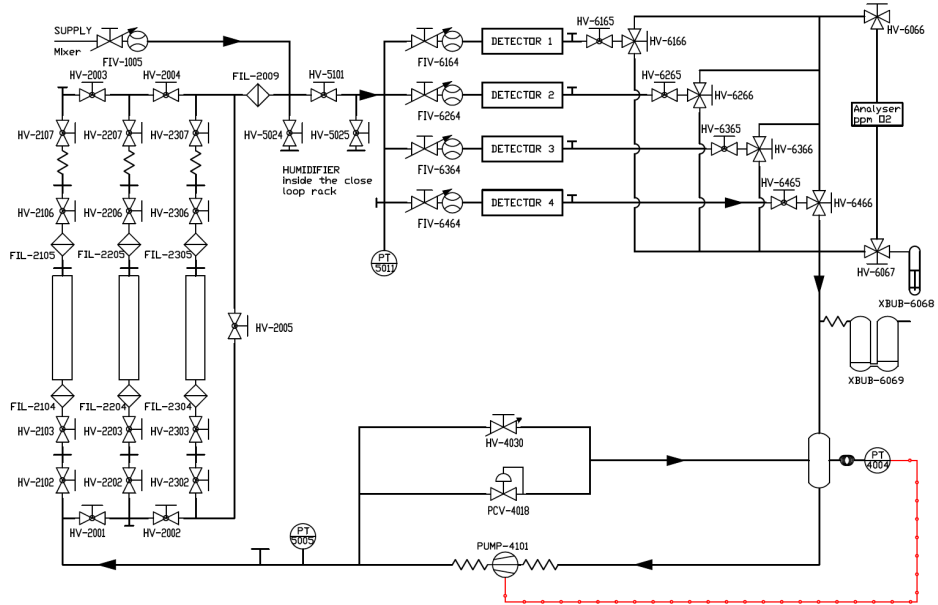 SUPPLY
Mixer
FIV-1005
HV-2003
HV-2004
FIL-2009
HV-5101
HV-2107
HV-2207
HV-2307
HV-5024
HV-5025
HUMIDIFIER
inside the close
loop rack
HV-2106
HV-2206
HV-2306
FIL-2105
FIL-2205
FIL-2305
HV-2005
FIL-2104
FIL-2204
FIL-2304
HV-2103
HV-2203
HV-2303
HV-2102
HV-2202
HV-2302
HV-2001
HV-2002
FIV-6164
DETECTOR 1
HV-6165
HV-6166
HV-6066
FIV-6264
DETECTOR 2
HV-6265
HV-6266
Analyser
ppm O2
FIV-6364
DETECTOR 3
HV-6365
HV-6366
FIV-6464
DETECTOR 4
HV-6465
HV-6466
PT
5011
HV-6067
XBUB-6068
XBUB-6069
HV-4030
PCV-4018
PT
4004
PT
5005
PUMP-4101